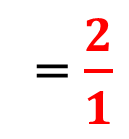 = 2/1